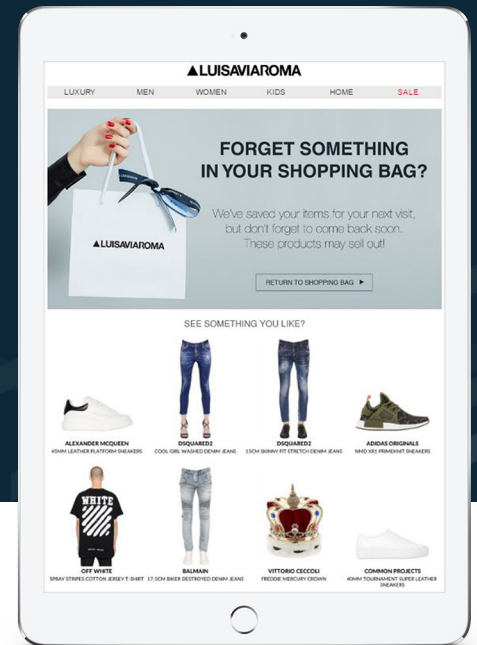 LUISAVIAROMA
LUXURY MEN WOMEN KIDS HOME SALE
FORGET SOMETHING
IN YOUR SHOPPING BAG?
We've saved your items for your next visit,
but don't forget to come back soon.
These products may sell out!
RETURN TO SHOPPING BAG
LUISAVIAROMA
SEE SOMETHING YOU LIKE?
ALEXANDER MCQUEEN
45MM LEATHER PLATFORM SNEAKERS
DSQUARED2
COOL GIRL WASHED DENIM JEANS
DSQUARED2
15CM SKINNY FIT STRETCH DENIM JEANS
ADIDAS ORIGINALS
NMD XR1 PRIMEKNIT SNEAKERS
WHITE
OFF WHITE
SPRAY STRIPES COTTON JERSEY T-SHIRT
BALMAIN
17.5CM BIKER DESTROYED DENIM JEANS
VITTORIO CECCOLI
FREDDIE MERCURY CROWN
COMMON PROJECTS
40MM TOURNAMENT SUPER LEATHER
SNEAKERS